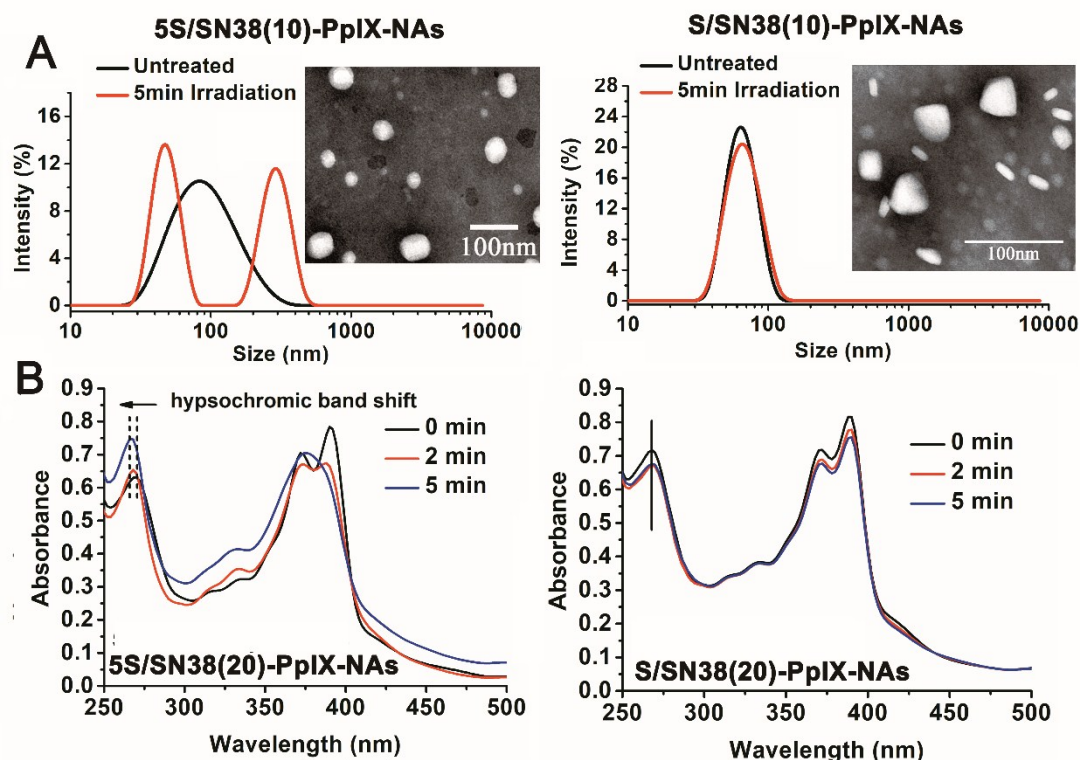 A
5S/SN38(10)-PpIX-NAs
Untreated
5min Irradiation
16
12
8
4
0
Intensity (%)
10
100
1000
10000
Size (nm)
100nm
S/SN38(10)-PpIX-NAs
Untreated
5min Irradiation
28
24
20
16
12
8
4
0
Intensity (%)
10
100
1000
10000
Size (nm)
100nm
B
0.9
0.8
0.7
0.6
0.5
0.4
0.3
0.2
0.1
0.0
Absorbance
hypsochromic band shift
0 min
2 min
5 min
5S/SN38(20)-PpIX-NAs
250
300
350
400
450
500
Wavelength (nm)
0.9
0.8
0.7
0.6
0.5
0.4
0.3
0.2
0.1
0.0
Absorbance
0 min
2 min
5 min
S/SN38(20)-PpIX-NAs
250
300
350
400
450
500
Wavelength (nm)